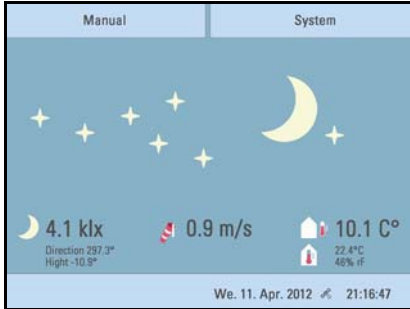 Manual System
4.1 klx 0.9 m/s 10.1 C°
Direction 297.3°
Hight -10.9°
22.4°C
46% rF
We. 11. Apr. 2012 21:16:47